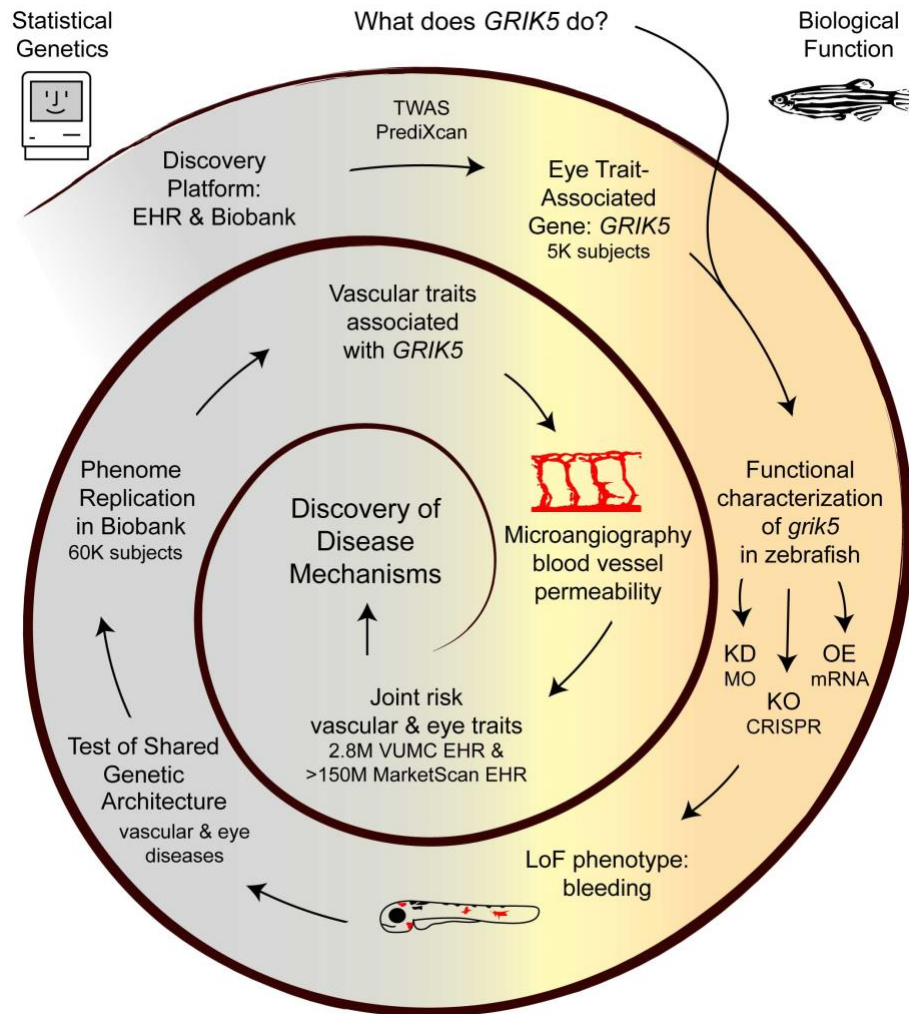 Statistical
Genetics
What does GRIK5 do?
Biological
Function
Discovery
Platform:
EHR & Biobank
TWAS
PrediXcan
Eye Trait-
Associated
Gene: GRIK5
5K subjects
Functional
characterization
of grik5
in zebrafish
KD
MO
KO
CRISPR
OE
mRNA
LoF phenotype:
bleeding
Test of Shared
Genetic
Architecture
vascular & eye
diseases
Phenome
Replication
in Biobank
60K subjects
Vascular traits
associated
with GRIK5
Microangiography
blood vessel
permeability
Joint risk
vascular & eye traits
2.8M VUMC EHR &
>150M MarketScan EHR
Discovery of
Disease
Mechanisms